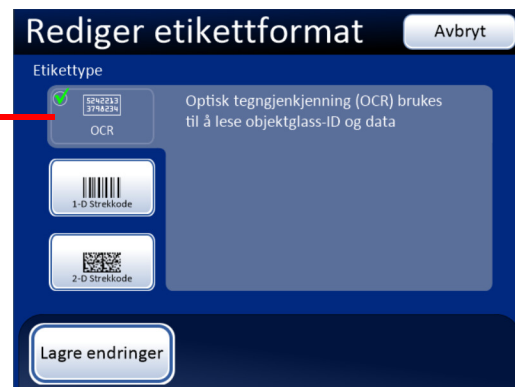 Rediger etikettformat
Avbryt
Etikettype
5242213
3798234
OCR
Optisk tegngjenkjenning (OCR) brukes
til å lese objektglass-ID og data
1-D Strekkode
2-D Strekkode
Lagre endringer